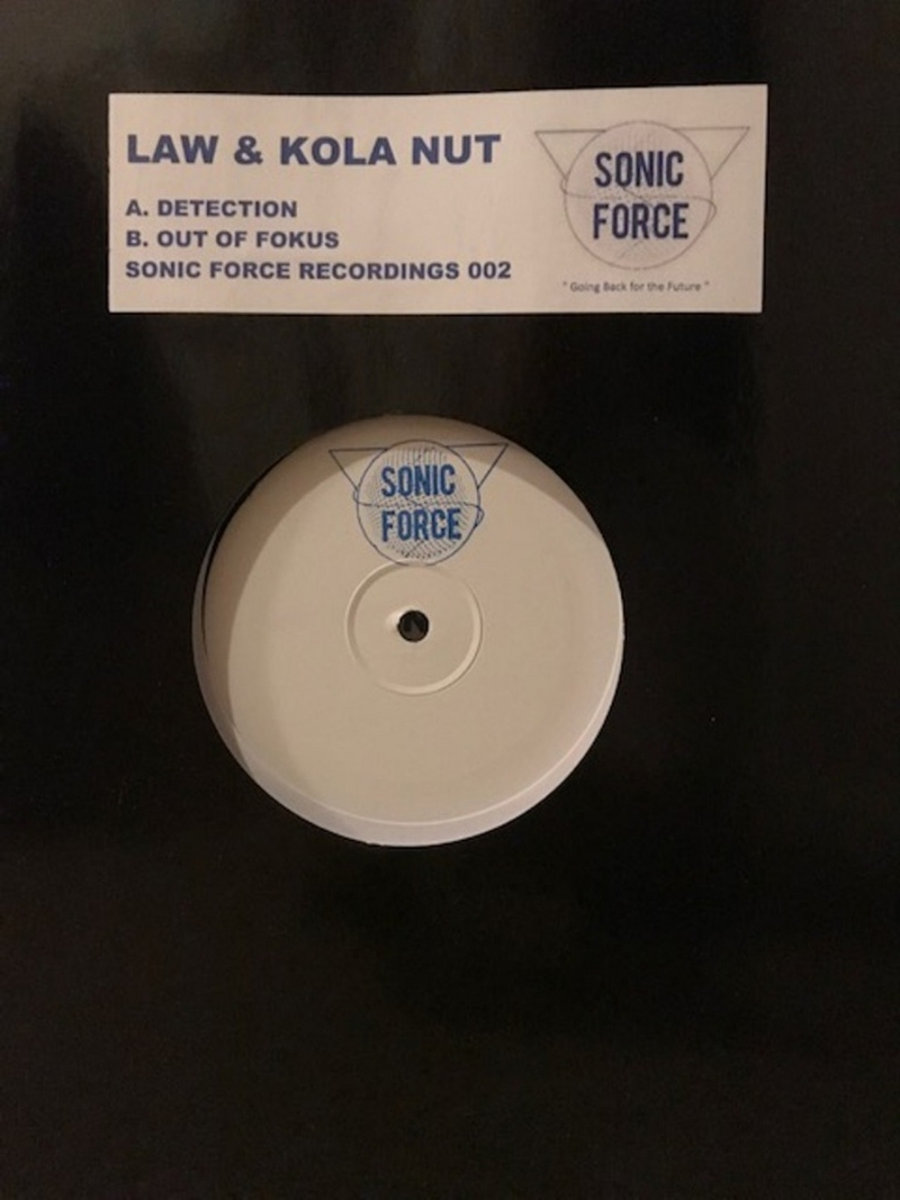 LAW & KOLA NUT
A. DETECTION
B. OUT OF FOKUS
SONIC FORCE RECORDINGS 002
SONIC
FORCE
" Going Back for the Future "
SONIC
FORCE